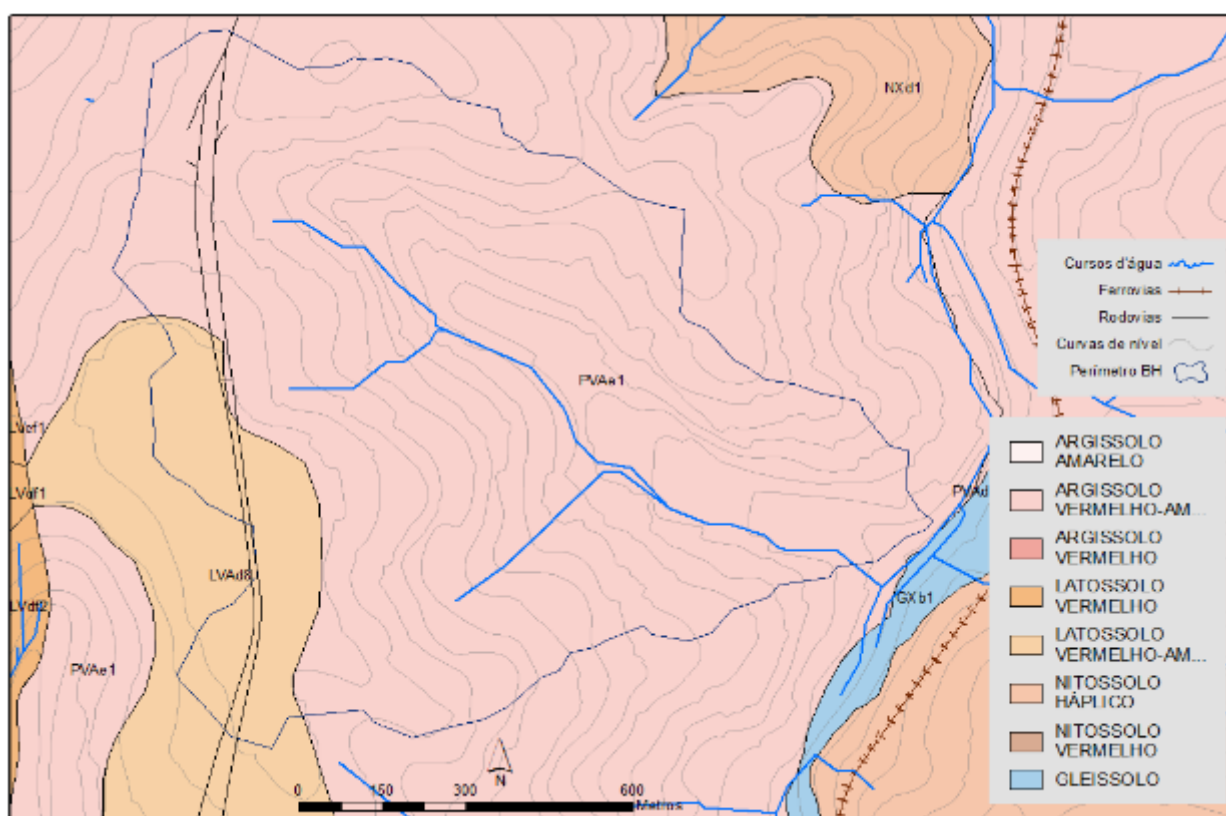 NXd1
Cursos d'água
Ferrovias
Rodovias
Curvas de nível
Perímetro BH
PVAe1
LVef1
LVdf1
PVAd
ARGISSOLO
AMARELO
ARGISSOLO
VERMELHO-AM...
ARGISSOLO
VERMELHO
LATOSSOLO
VERMELHO
LATOSSOLO
VERMELHO-AM...
NITOSSOLO
HÁPLICO
NITOSSOLO
VERMELHO
GLEISSOLO
LVAd8
GXb1
LVdf2
PVAe1
N
0 150 300 600
Metros